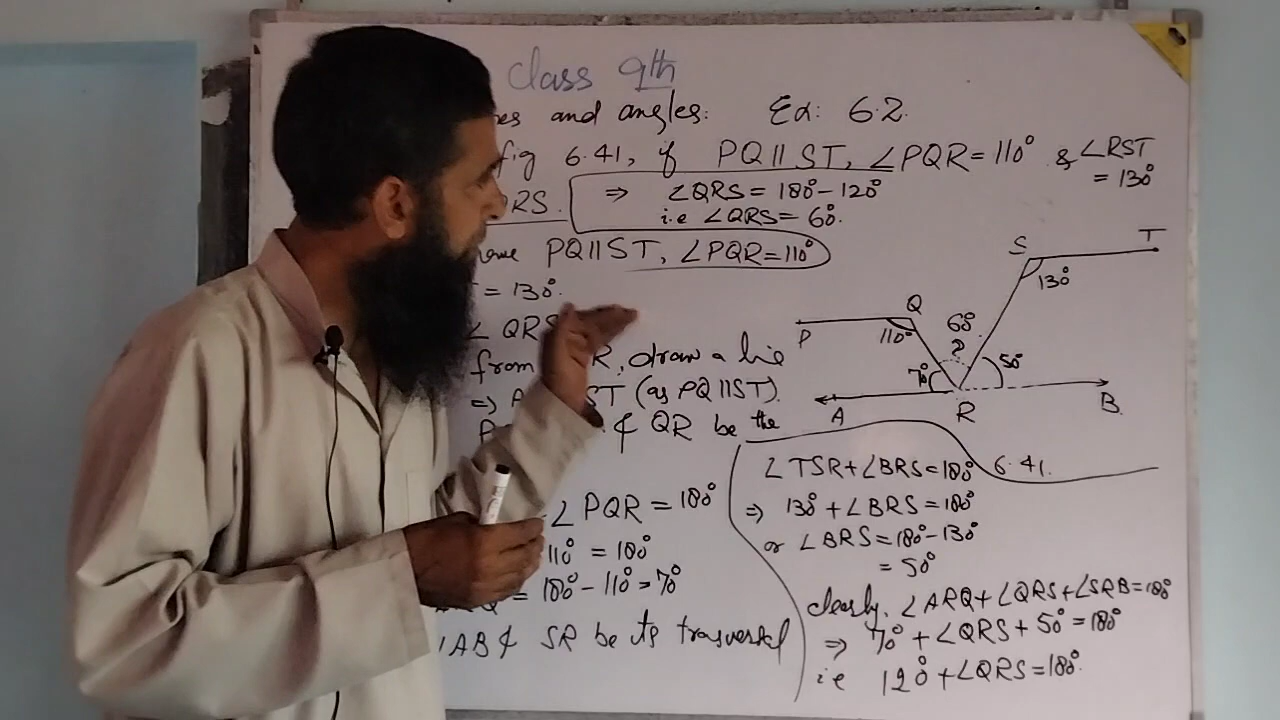 class 9th
and angles: Ex: 6.2.
fig 6.41, if PQ || ST, ∠PQR = 110° & ∠RST
= 130°
QRS. ⇒ ∠QRS = 180° - 120°
i.e ∠QRS = 60°.
PQ || ST, ∠PQR = 110°
= 130°.
∠ QRS
from R, draw a line
⇒ A ST (as PQ || ST).
& QR be the
∠ PQR = 180°
110° = 180°
= 180° - 110° = 70°
AB & SR be its trasversal
S T
130°
Q
P 110° 60°
?
70° 50°
A R B
6.41.
∠TSR + ∠BRS = 180°
⇒ 130° + ∠BRS = 180°
or ∠BRS = 180° - 130°
= 50°
clearly, ∠ARQ + ∠QRS + ∠SRB = 180°
⇒ 70° + ∠QRS + 50° = 180°
i.e 120° + ∠QRS = 180°.